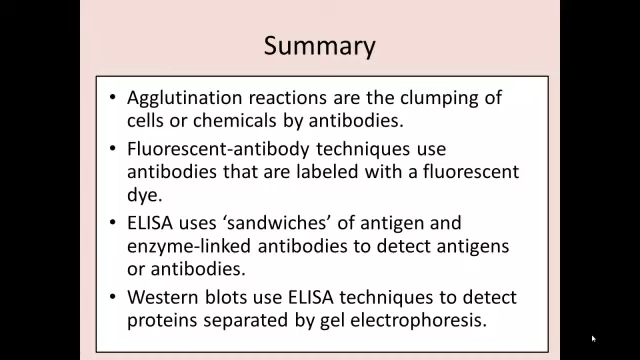 Summary
• Agglutination reactions are the clumping of
cells or chemicals by antibodies.
• Fluorescent-antibody techniques use
antibodies that are labeled with a fluorescent
dye.
• ELISA uses ‘sandwiches’ of antigen and
enzyme-linked antibodies to detect antigens
or antibodies.
• Western blots use ELISA techniques to detect
proteins separated by gel electrophoresis.